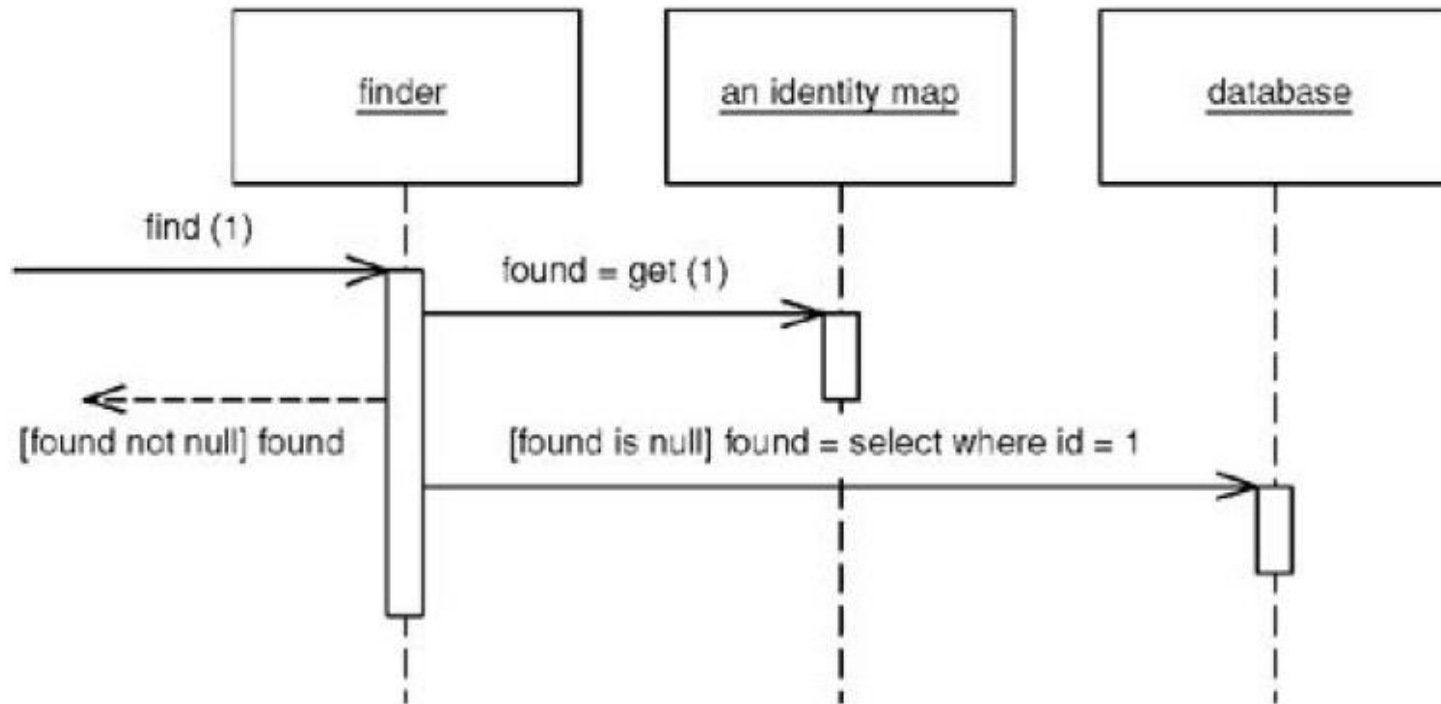 finder
an identity map
database
find (1)
found = get (1)
[found not null] found
[found is null] found = select where id = 1